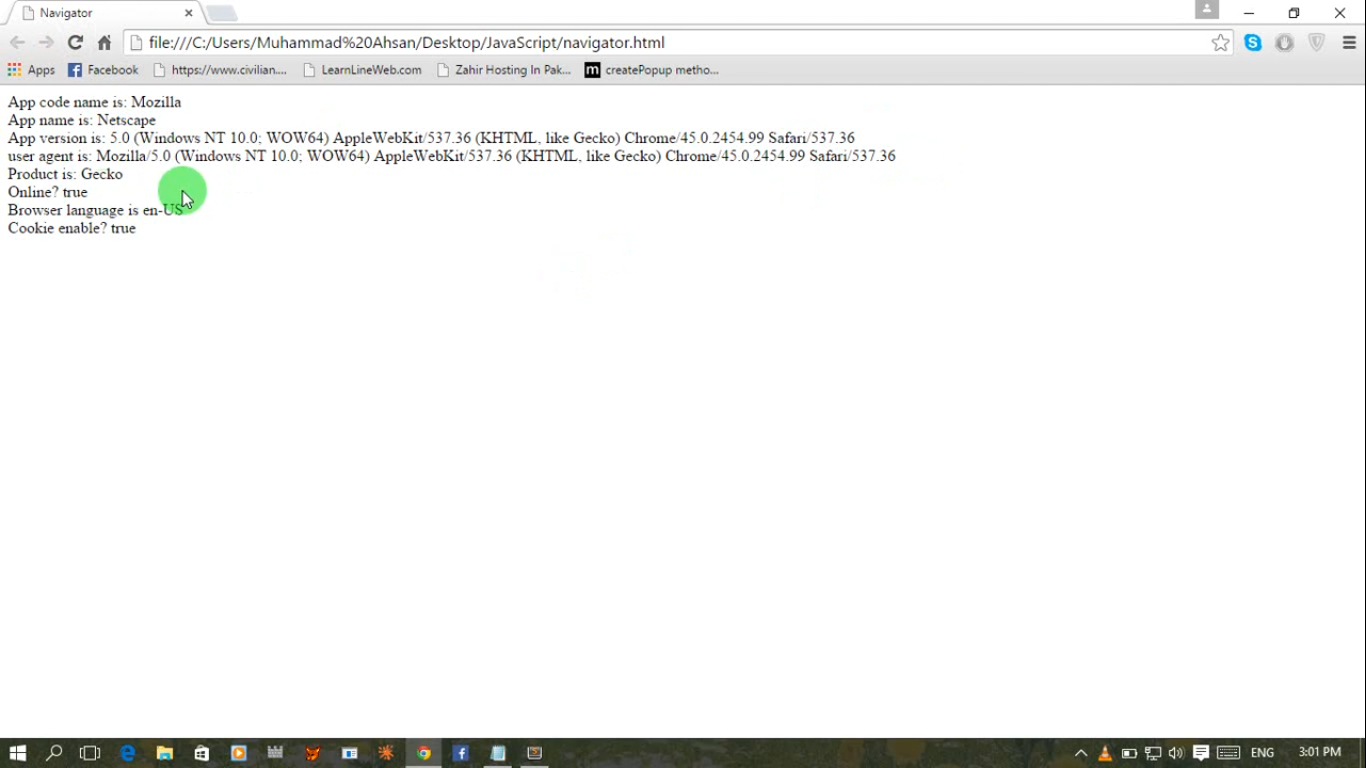 Navigator
file:///C:/Users/Muhammad%20Ahsan/Desktop/JavaScript/navigator.html
Apps Facebook https://www.civilian.... LearnLineWeb.com Zahir Hosting In Pak... m createPopup metho...
App code name is: Mozilla
App name is: Netscape
App version is: 5.0 (Windows NT 10.0; WOW64) AppleWebKit/537.36 (KHTML, like Gecko) Chrome/45.0.2454.99 Safari/537.36
user agent is: Mozilla/5.0 (Windows NT 10.0; WOW64) AppleWebKit/537.36 (KHTML, like Gecko) Chrome/45.0.2454.99 Safari/537.36
Product is: Gecko
Online? true
Browser language is en-US
Cookie enable? true
ENG 3:01 PM